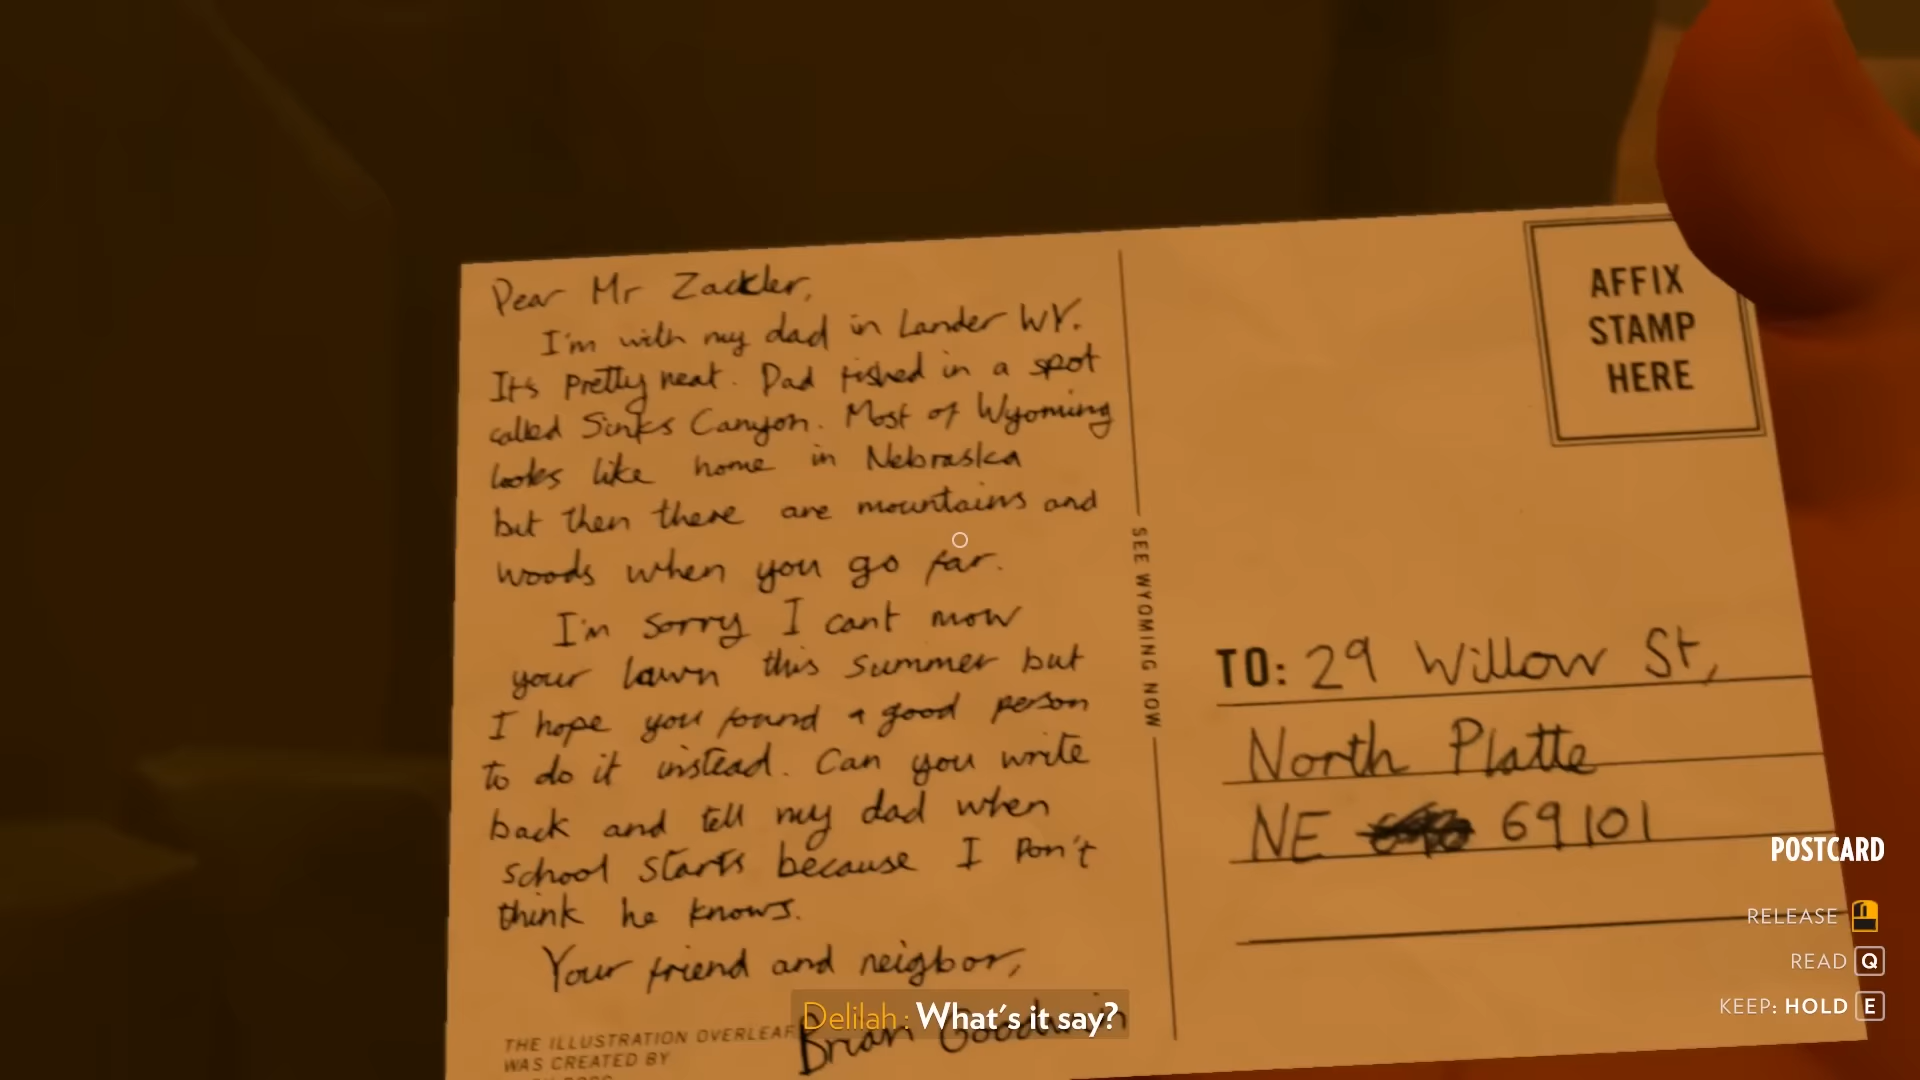 Dear Mr Zackler,
I'm with my dad in Lander WY.
It's pretty neat. Dad fished in a spot
called Sinks Canyon. Most of Wyoming
looks like home in Nebraska
but then there are mountains and
woods when you go far.
I'm sorry I cant mow
your lawn this summer but
I hope you found a good person
to do it instead. Can you write
back and tell my dad when
school starts because I Don't
think he knows.
Your friend and neigbor,
Brian Goodwin
THE ILLUSTRATION OVERLEAF
WAS CREATED BY
SEE WYOMING NOW
AFFIX
STAMP
HERE
TO: 29 Willow St,
North Platte
NE 69101
POSTCARD
RELEASE
READ Q
KEEP: HOLD E
Delilah: What's it say?